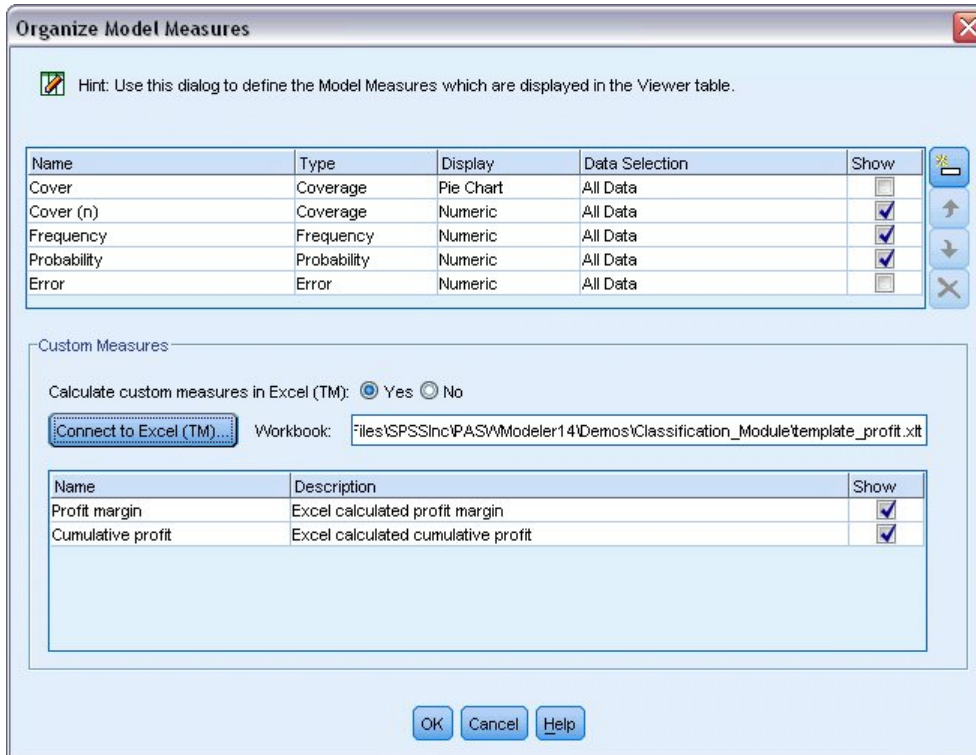 Organize Model Measures
Hint: Use this dialog to define the Model Measures which are displayed in the Viewer table.
Name Type Display Data Selection Show
Cover Coverage Pie Chart All Data
Cover (n) Coverage Numeric All Data
Frequency Frequency Numeric All Data
Probability Probability Numeric All Data
Error Error Numeric All Data
Custom Measures
Calculate custom measures in Excel (TM): Yes No
Connect to Excel (TM)... Workbook: Files\SPSSInc\PASWModeler14\Demos\Classification_Module\template_profit.xlt
Name Description Show
Profit margin Excel calculated profit margin
Cumulative profit Excel calculated cumulative profit
OK Cancel Help